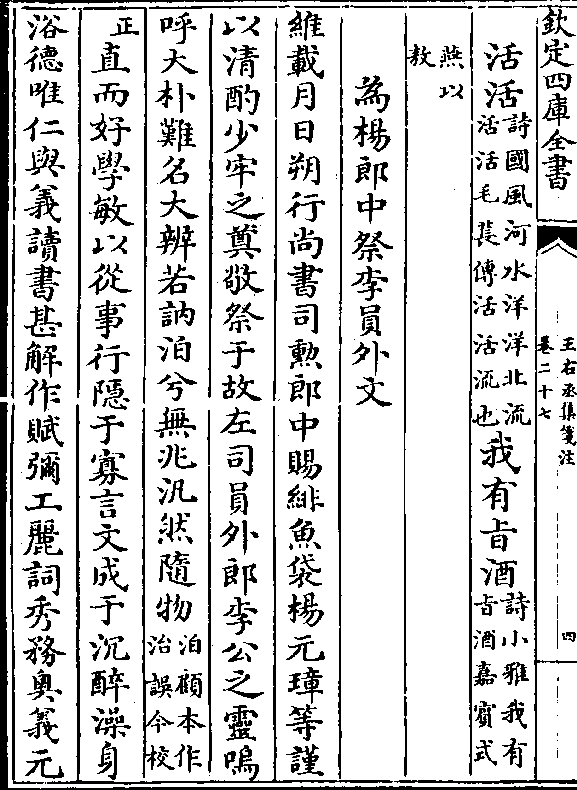 欽定四庫全書
王右丞集箋注
卷二十七
四
活活詩國風河水洋洋北流活活毛萇傳活活流也我有旨酒詩小雅我有旨酒嘉賓式
燕以敖
為楊郎中祭李員外文
維載月日朔行尚書司勲郎中賜緋魚袋楊元璋等謹
以清酌少牢之奠敬祭于故左司員外郎李公之靈嗚
呼大朴難名大辨若訥泊兮無兆汎然隨物泊顧本作治誤今校
正直而好學敏以從事行隱于寡言文成于沉醉澡身
浴德唯仁與義讀書甚解作賦彌工麗詞秀務奥義元